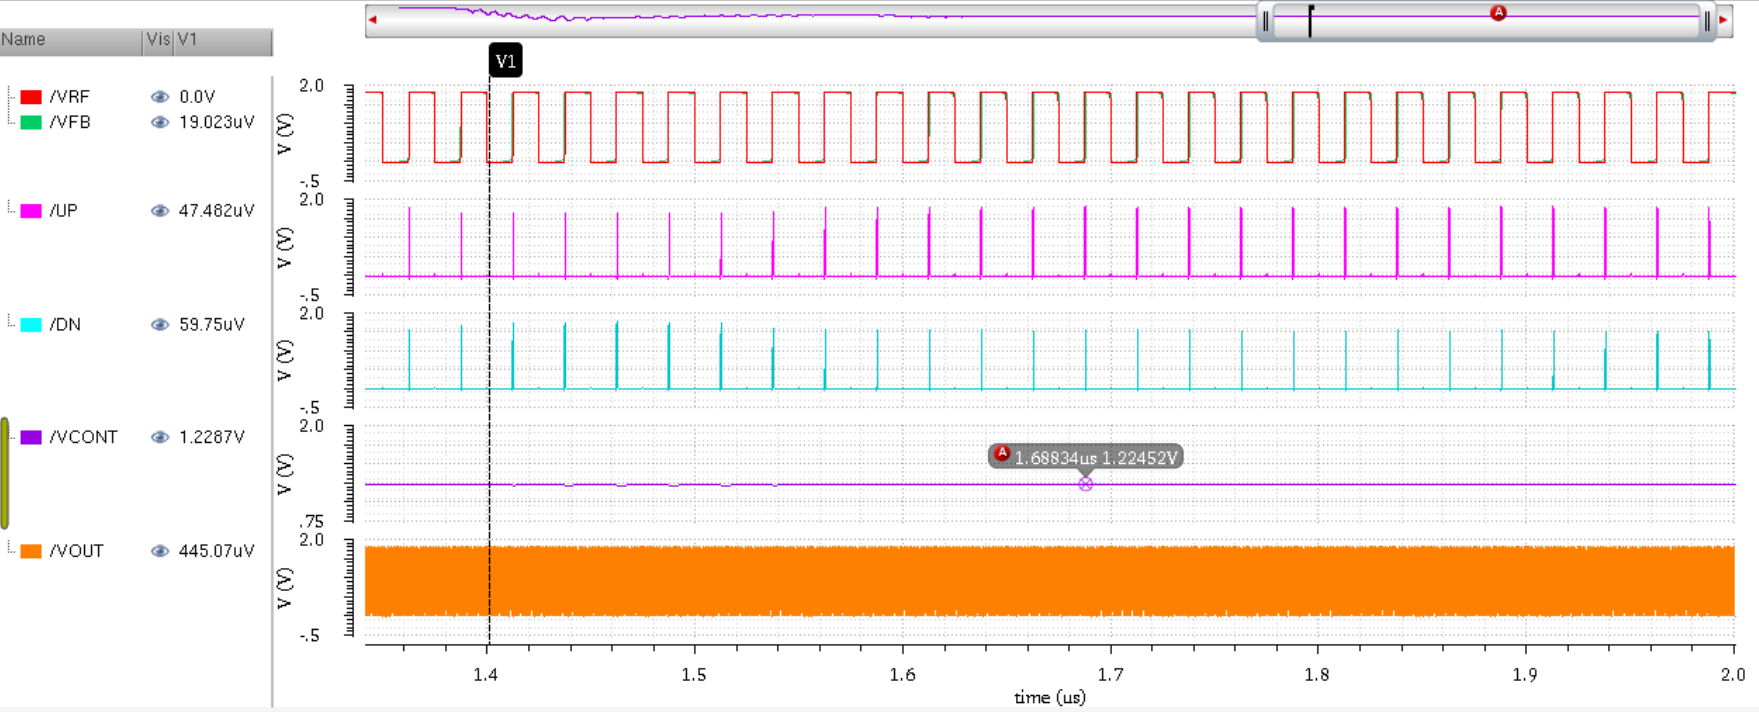 A
Name Vis V1
V1
/VRF 0.0V
/VFB 19.023uV
2.0
V (V)
-.5
/UP 47.482uV
2.0
V (V)
-.5
/DN 59.75uV
2.0
V (V)
-.5
/VCONT 1.2287V
2.0
V (V)
.75
A 1.68834us 1.22452V
/VOUT 445.07uV
2.0
V (V)
-.5
1.4 1.5 1.6 1.7 1.8 1.9 2.0
time (us)